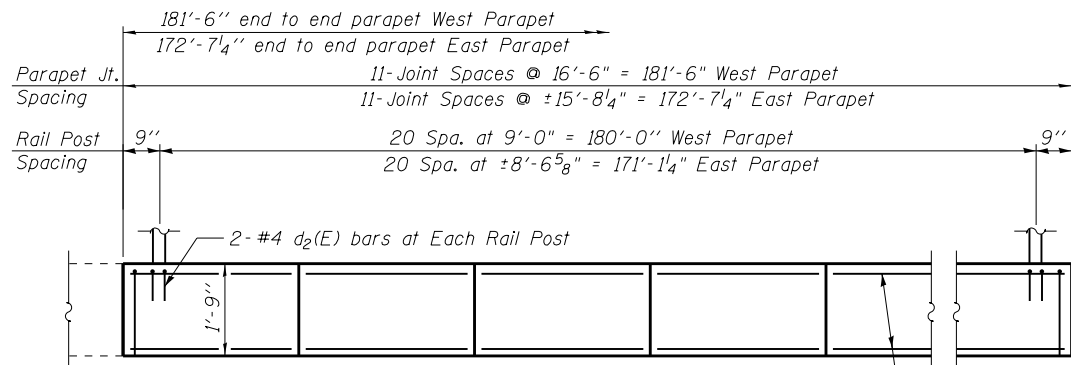 181'-6" end to end parapet West Parapet
172'-7¼" end to end parapet East Parapet
Parapet Jt.
Spacing
11-Joint Spaces @ 16'-6" = 181'-6" West Parapet
11-Joint Spaces @ ±15'-8¼" = 172'-7¼" East Parapet
Rail Post
Spacing
9"
20 Spa. at 9'-0" = 180'-0" West Parapet
20 Spa. at ±8'-6⅝" = 171'-1¼" East Parapet
9"
2- #4 d₂(E) bars at Each Rail Post
1'-9"